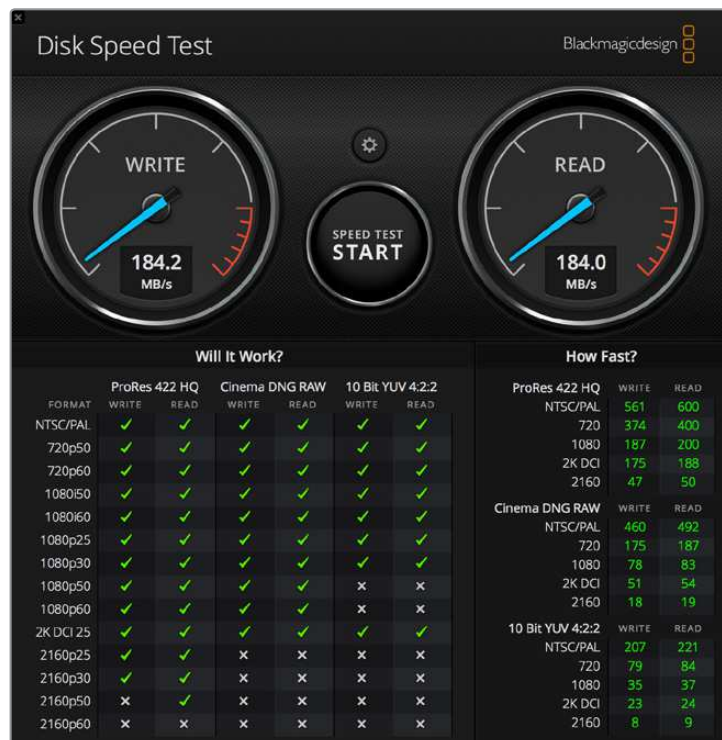 Disk Speed Test
Blackmagicdesign
WRITE
184.2
MB/s
SPEED TEST
START
READ
184.0
MB/s
Will It Work?
ProRes 422 HQ Cinema DNG RAW 10 Bit YUV 4:2:2
FORMAT WRITE READ WRITE READ WRITE READ
NTSC/PAL ✓ ✓ ✓ ✓ ✓ ✓
720p50 ✓ ✓ ✓ ✓ ✓ ✓
720p60 ✓ ✓ ✓ ✓ ✓ ✓
1080i50 ✓ ✓ ✓ ✓ ✓ ✓
1080i60 ✓ ✓ ✓ ✓ ✓ ✓
1080p25 ✓ ✓ ✓ ✓ ✓ ✓
1080p30 ✓ ✓ ✓ ✓ ✓ ✓
1080p50 ✓ ✓ ✓ ✓ × ×
1080p60 ✓ ✓ ✓ ✓ × ×
2K DCI 25 ✓ ✓ ✓ ✓ ✓ ✓
2160p25 ✓ ✓ × × × ×
2160p30 ✓ ✓ × × × ×
2160p50 × ✓ × × × ×
2160p60 × × × × × ×
How Fast?
ProRes 422 HQ WRITE READ
NTSC/PAL 561 600
720 374 400
1080 187 200
2K DCI 175 188
2160 47 50
Cinema DNG RAW WRITE READ
NTSC/PAL 460 492
720 175 187
1080 78 83
2K DCI 51 54
2160 18 19
10 Bit YUV 4:2:2 WRITE READ
NTSC/PAL 207 221
720 79 84
1080 35 37
2K DCI 23 24
2160 8 9